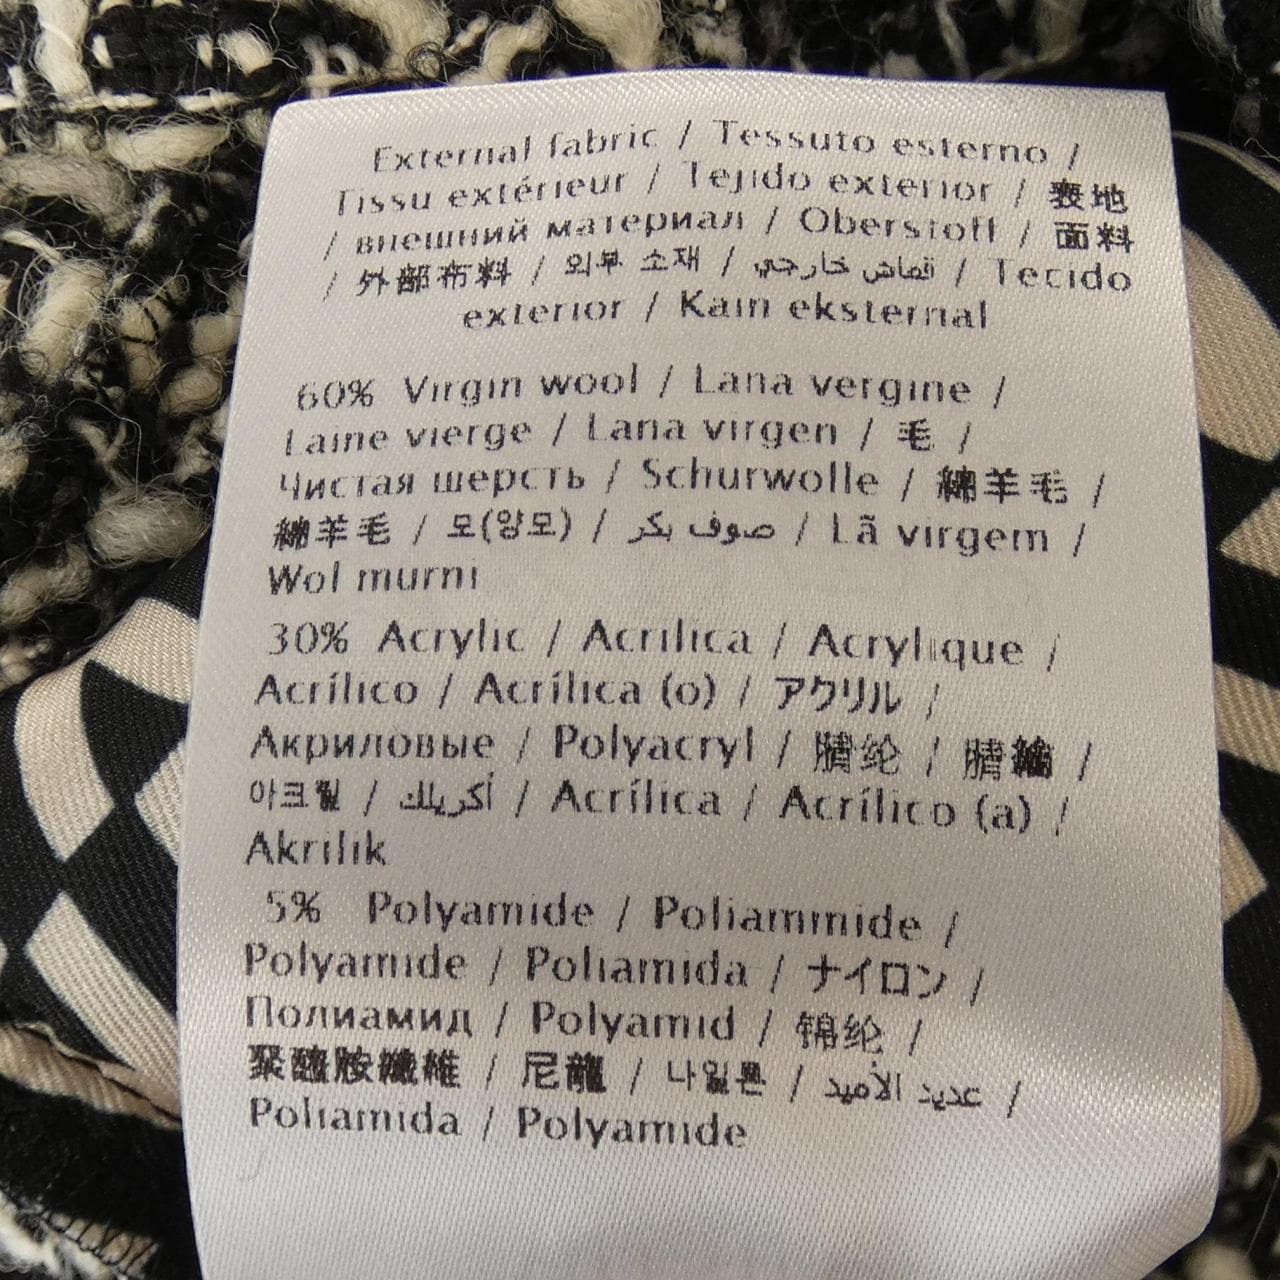 External fabric / Tessuto esterno /
Tissu extérieur / Tejido exterior / 表地
/ внешний материал / Oberstoff / 面料
/ 外部布料 / 외부 소재 / قماش خارجي / Tecido
exterior / Kain eksternal
60% Virgin wool / Lana vergine /
Laine vierge / Lana virgen / 毛 /
Чистая шерсть / Schurwolle / 綿羊毛 /
綿羊毛 / 모(양모) / صوف بكر / Lã virgem /
Wol murni
30% Acrylic / Acrilica / Acrylique /
Acrílico / Acrílica (o) / アクリル /
Акриловые / Polyacryl / 腈纶 / 腈綸 /
아크릴 / أكريلك / Acrílica / Acrílico (a) /
Akrilik
5% Polyamide / Poliammide /
Polyamide / Poliamida / ナイロン /
Полиамид / Polyamid / 锦纶 /
聚醯胺纖維 / 尼龍 / 나일론 / عديد الأميد /
Poliamida / Polyamide